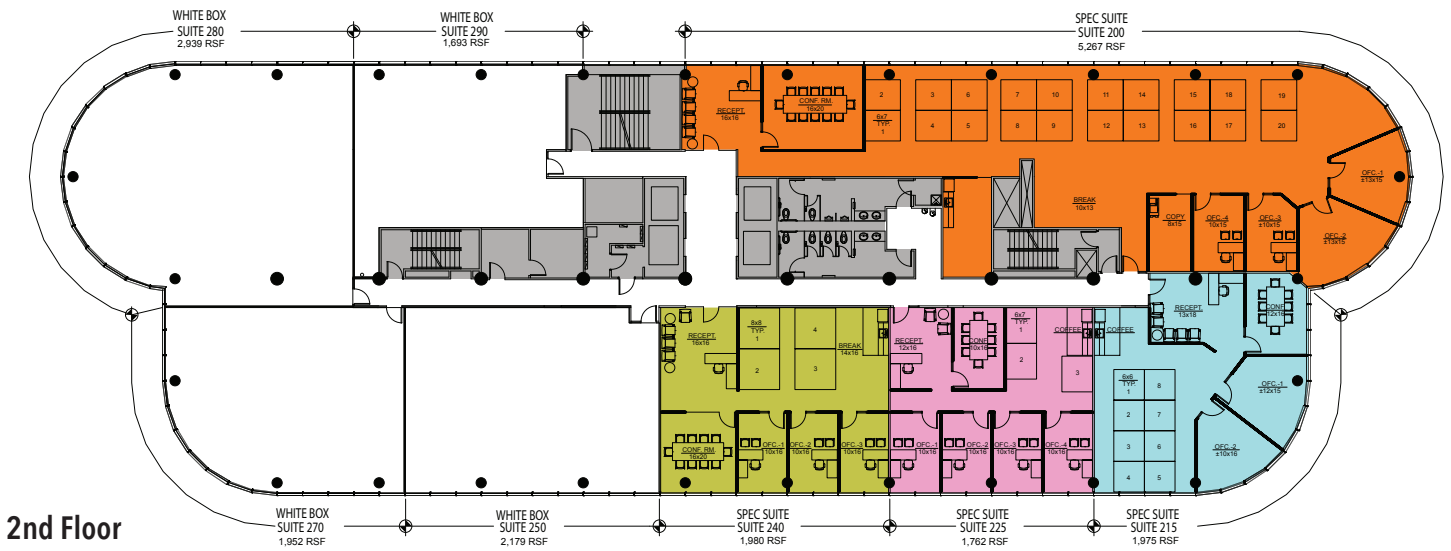 WHITE BOX
SUITE 280
2,939 RSF
WHITE BOX
SUITE 290
1,693 RSF
SPEC SUITE
SUITE 200
5,267 RSF
RECEPT.
16x16
CONF. RM.
16x20
2
6x7
TYP.
1
3
6
4
5
7
10
8
9
11
14
12
13
15
18
16
17
19
20
OFC.-1
±13x15
OFC.-2
±13x15
BREAK
10x13
COPY
8x15
OFC.-4
10x15
OFC.-3
±10x15
RECEPT.
16x16
8x8
TYP.
1
2
4
3
BREAK
14x16
CONF. RM
16x20
OFC.-1
10x16
OFC.-2
10x16
OFC.-3
10x16
RECEPT.
12x16
CONF.
10x16
6x7
TYP.
1
2
3
COFFEE
OFC.-1
10x16
OFC.-2
10x16
OFC.-3
10x16
OFC.-4
10x16
COFFEE
RECEPT.
13x18
CONF.
12x16
6x6
TYP.
1
8
2
7
3
6
4
5
OFC.-1
±12x15
OFC.-2
±10x16
2nd Floor
WHITE BOX
SUITE 270
1,952 RSF
WHITE BOX
SUITE 250
2,179 RSF
SPEC SUITE
SUITE 240
1,980 RSF
SPEC SUITE
SUITE 225
1,762 RSF
SPEC SUITE
SUITE 215
1,975 RSF